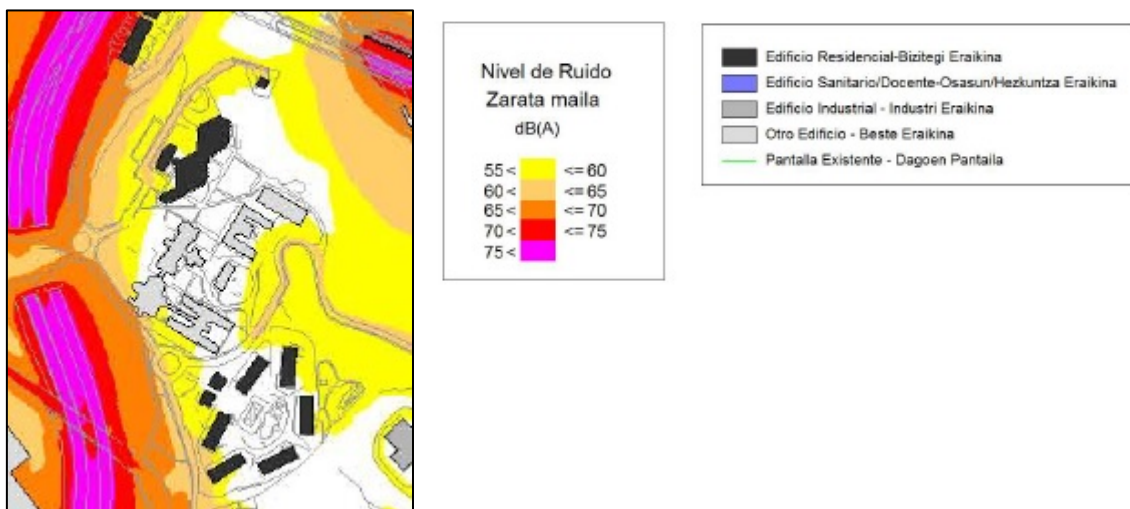 Nivel de Ruido
Zarata maila
dB(A)
55 < <= 60
60 < <= 65
65 < <= 70
70 < <= 75
75 <
Edificio Residencial-Bizitegi Eraikina
Edificio Sanitario/Docente-Osasun/Hezkuntza Eraikina
Edificio Industrial - Industri Eraikina
Otro Edificio - Beste Eraikina
Pantalla Existente - Dagoen Pantaila